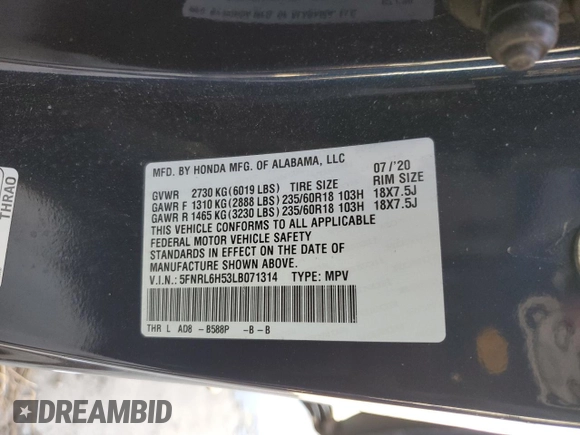 MFD. BY HONDA MFG. OF ALABAMA, LLC 07/'20
GVWR 2730 KG(6019 LBS) TIRE SIZE RIM SIZE
GAWR F 1310 KG(2888 LBS) 235/60R18 103H 18X7.5J
GAWR R 1465 KG(3230 LBS) 235/60R18 103H 18X7.5J
THIS VEHICLE CONFORMS TO ALL APPLICABLE
FEDERAL MOTOR VEHICLE SAFETY
STANDARDS IN EFFECT ON THE DATE OF
MANUFACTURE SHOWN ABOVE.
V.I.N.: 5FNRL6H53LB071314 TYPE: MPV
THR L AD8 -B588P -B-B
THRAO
DREAMBID